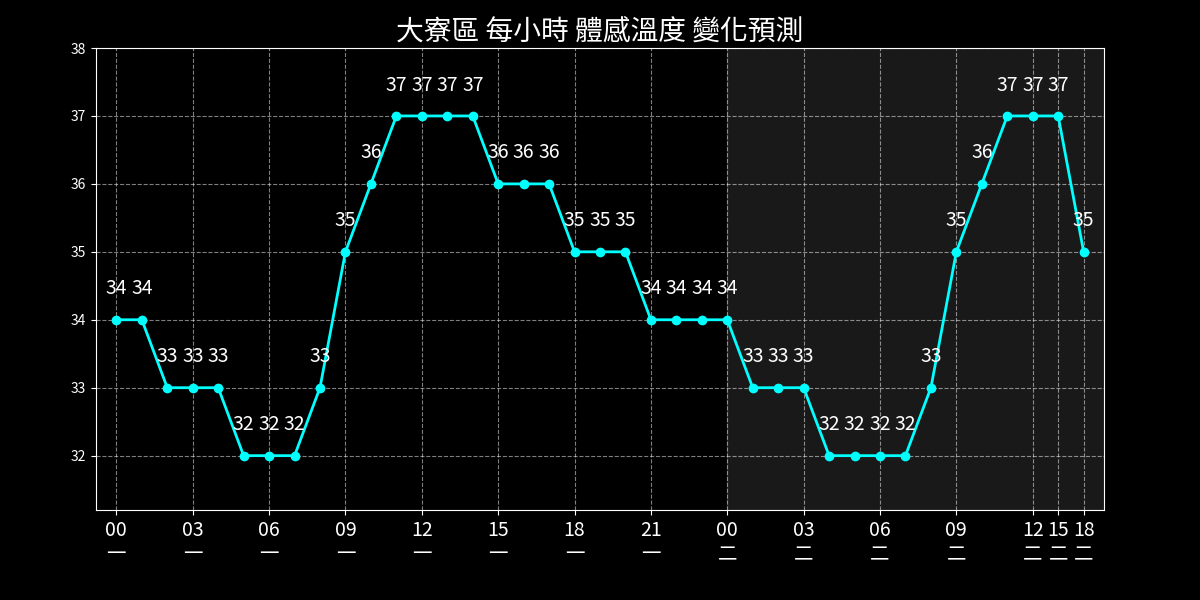 大寮區 每小時 體感溫度 變化預測
38
37 37 37 37 37 37 37
37
36 36 36 36 36
36
35 35 35 35 35 35
35
34 34 34 34 34 34
34
33 33 33 33 33 33 33 33
33
32 32 32 32 32 32 32
32
00 03 06 09 12 15 18 21 00 03 06 09 12 15 18
一 一 一 一 一 一 一 一 二 二 二 二 二 二 二